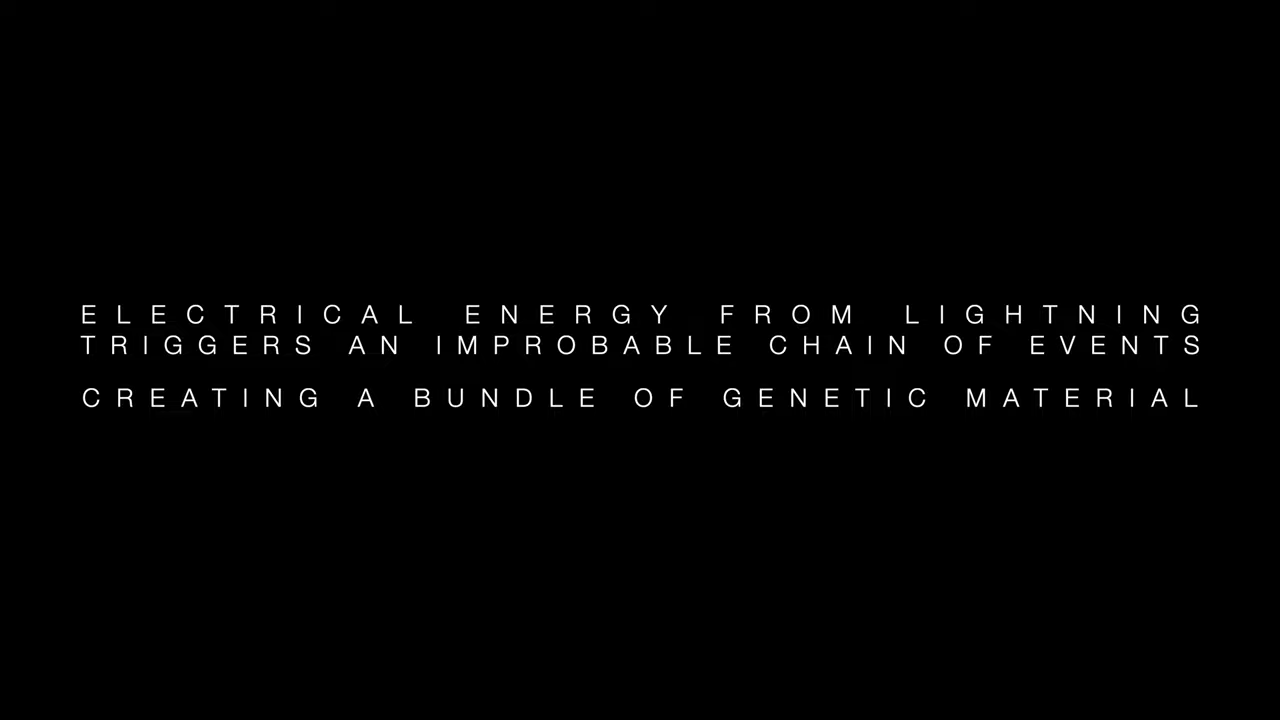 ELECTRICAL ENERGY FROM LIGHTNING
TRIGGERS AN IMPROBABLE CHAIN OF EVENTS
CREATING A BUNDLE OF GENETIC MATERIAL